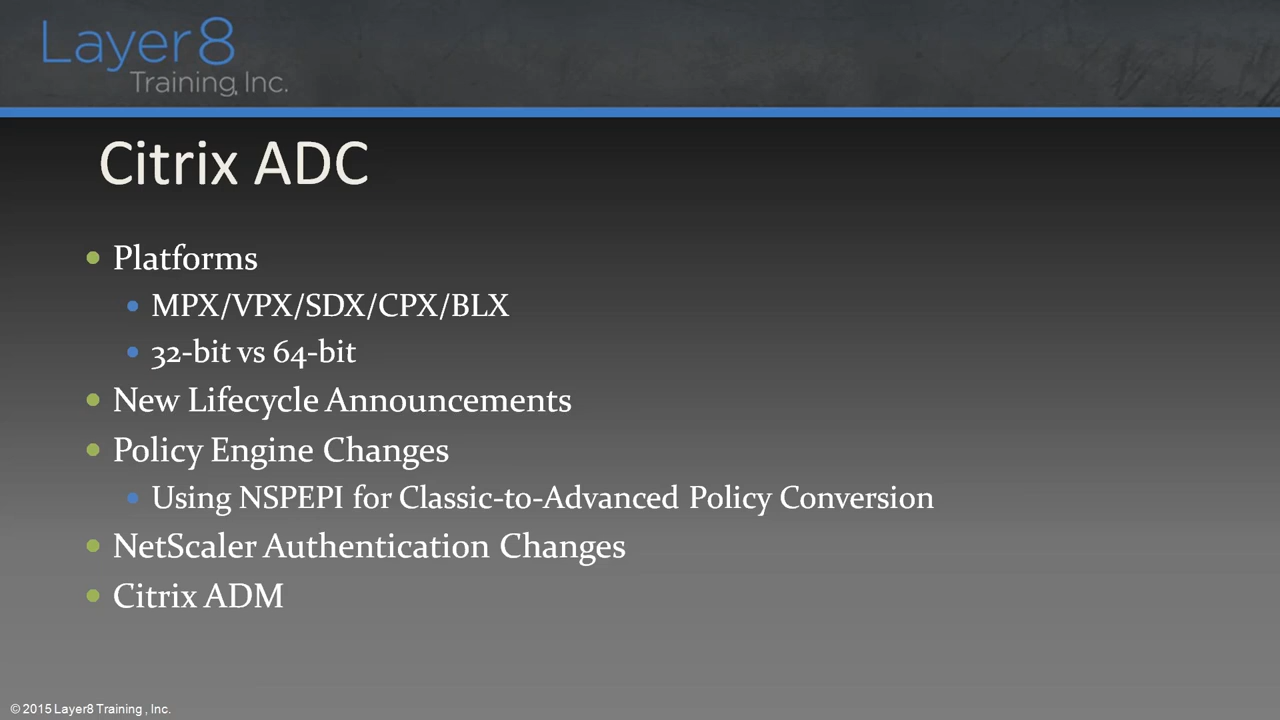 Layer8
Training, Inc.
Citrix ADC
• Platforms
• MPX/VPX/SDX/CPX/BLX
• 32-bit vs 64-bit
• New Lifecycle Announcements
• Policy Engine Changes
• Using NSPEPI for Classic-to-Advanced Policy Conversion
• NetScaler Authentication Changes
• Citrix ADM
© 2015 Layer8 Training , Inc.